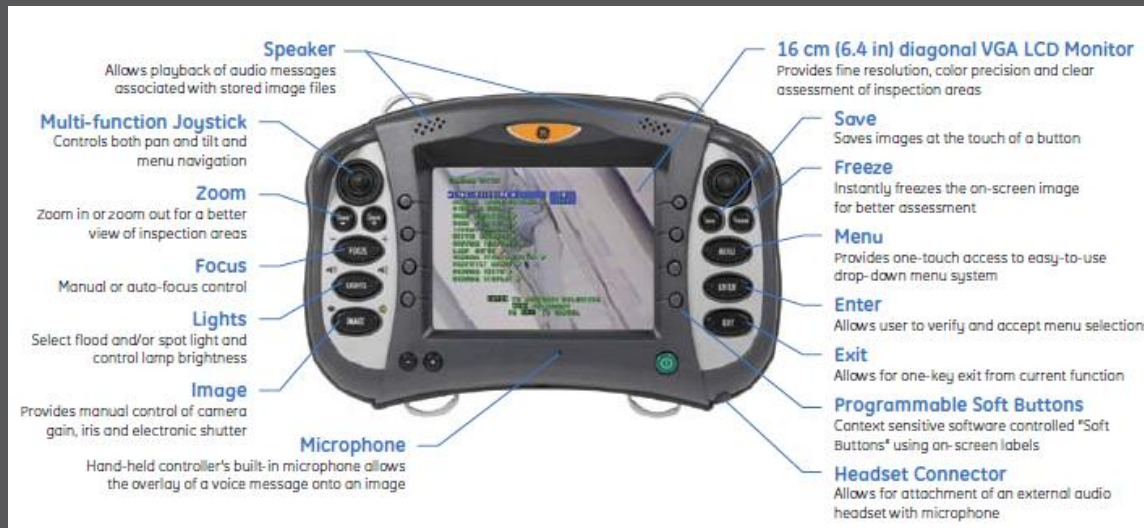 Speaker
Allows playback of audio messages
associated with stored image files
Multi-function Joystick
Controls both pan and tilt and
menu navigation
Zoom
Zoom in or zoom out for a better
view of inspection areas
Focus
Manual or auto-focus control
Lights
Select flood and/or spot light and
control lamp brightness
Image
Provides manual control of camera
gain, iris and electronic shutter
Microphone
Hand-held controller's built-in microphone allows
the overlay of a voice message onto an image
FOCUS
LIGHTS
IMAGE
MENU
ENTER
EXIT
16 cm (6.4 in) diagonal VGA LCD Monitor
Provides fine resolution, color precision and clear
assessment of inspection areas
Save
Saves images at the touch of a button
Freeze
Instantly freezes the on-screen image
for better assessment
Menu
Provides one-touch access to easy-to-use
drop-down menu system
Enter
Allows user to verify and accept menu selection
Exit
Allows for one-key exit from current function
Programmable Soft Buttons
Context sensitive software controlled "Soft
Buttons" using on-screen labels
Headset Connector
Allows for attachment of an external audio
headset with microphone